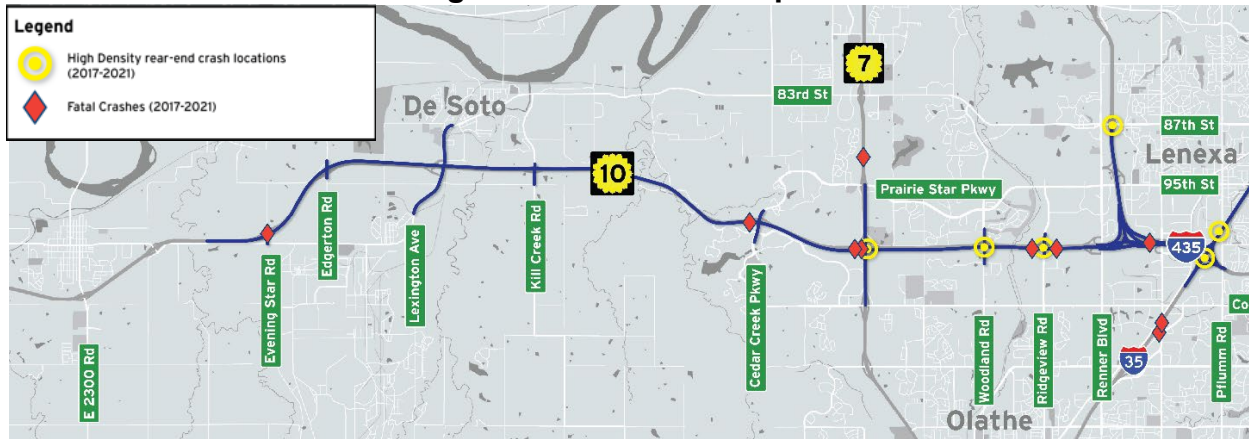 Legend
High Density rear-end crash locations
(2017-2021)
Fatal Crashes (2017-2021)
De Soto
7
83rd St
87th St
Lenexa
95th St
10
Prairie Star Pkwy
435
Evening Star Rd
Edgerton Rd
Lexington Ave
Kill Creek Rd
Cedar Creek Pkwy
E 2300 Rd
Woodland Rd
Ridgeview Rd
Renner Blvd
Pflumm Rd
Co
35
Olathe